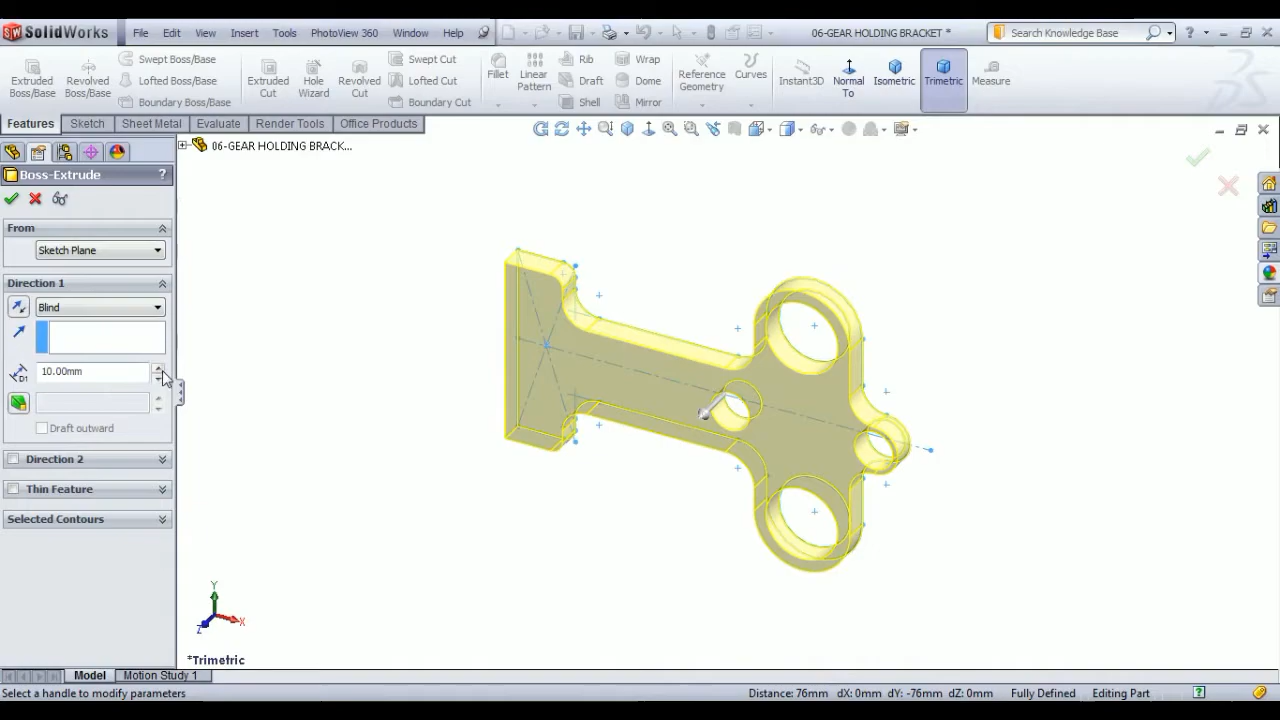 SW SolidWorks File Edit View Insert Tools PhotoView 360 Window Help 06-GEAR HOLDING BRACKET * Search Knowledge Base ?
Extruded Boss/Base
Revolved Boss/Base
Swept Boss/Base
Lofted Boss/Base
Boundary Boss/Base
Extruded Cut
Hole Wizard
Revolved Cut
Swept Cut
Lofted Cut
Boundary Cut
Fillet
Linear Pattern
Rib
Draft
Shell
Wrap
Dome
Mirror
Reference Geometry
Curves
Instant3D
Normal To
Isometric
Trimetric
Measure
Features Sketch Sheet Metal Evaluate Render Tools Office Products
06-GEAR HOLDING BRACK...
Boss-Extrude ?
From
Sketch Plane
Direction 1
Blind
D1 10.00mm
Draft outward
Direction 2
Thin Feature
Selected Contours
Y
X
Z
*Trimetric
Model Motion Study 1
Select a handle to modify parameters Distance: 76mm dX: 0mm dY: -76mm dZ: 0mm Fully Defined Editing Part ?